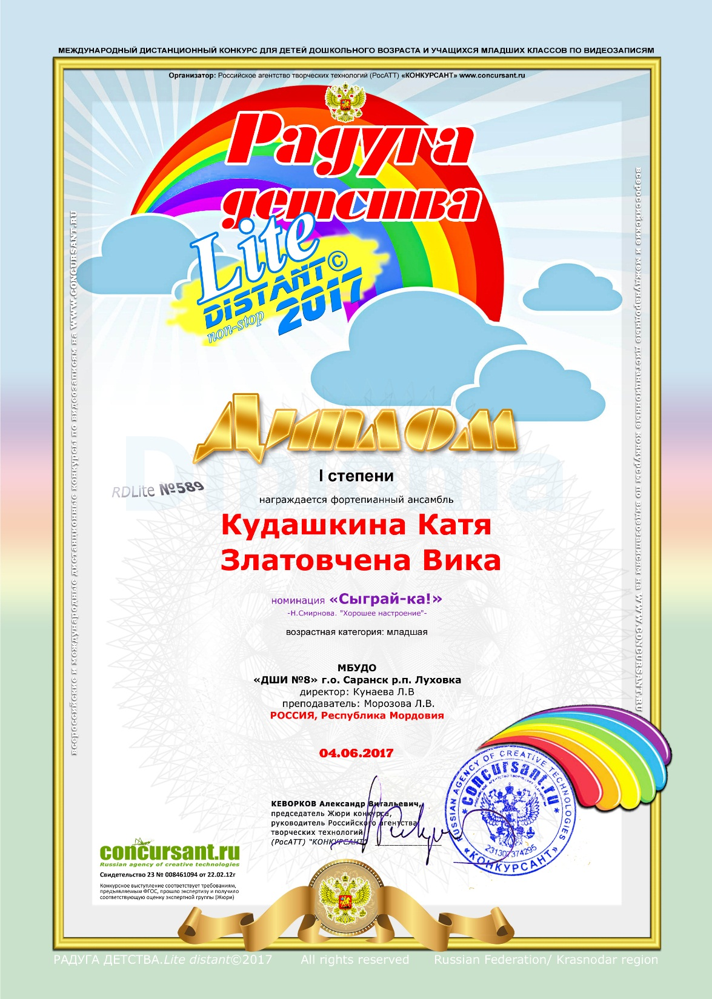 МЕЖДУНАРОДНЫЙ ДИСТАНЦИОННЫЙ КОНКУРС ДЛЯ ДЕТЕЙ ДОШКОЛЬНОГО ВОЗРАСТА И УЧАЩИХСЯ МЛАДШИХ КЛАССОВ ПО ВИДЕОЗАПИСЯМ
Организатор: Российское агентство творческих технологий (РосАТТ) «КОНКУРСАНТ» www.concursant.ru
Радуга
детства
Lite
DISTANT©
non-stop 2017
всероссийские и международные дистанционные конкурсы по видеозаписям на WWW.CONCURSANT.RU
всероссийские и международные дистанционные конкурсы по видеозаписям на WWW.CONCURSANT.RU
Диплом
Diploma
I степени
RDLite №589
награждается фортепианный ансамбль
Кудашкина Катя
Златовчена Вика
номинация «Сыграй-ка!»
-Н.Смирнова. "Хорошее настроение"-
возрастная категория: младшая
МБУДО
«ДШИ №8» г.о. Саранск р.п. Луховка
директор: Кунаева Л.В
преподаватель: Морозова Л.В.
РОССИЯ, Республика Мордовия
04.06.2017
КЕВОРКОВ Александр Витальевич,
председатель Жюри конкурса,
руководитель Российского агентства
творческих технологий
(РосАТТ) "КОНКУРСАНТ"
RUSSIAN AGENCY OF CREATIVE TECHNOLOGIES
concursant.ru
231307374295
«КОНКУРСАНТ»
concursant.ru
Russian agency of creative technologies
Свидетельство 23 № 008461094 от 22.02.12г
Конкурсное выступление соответствует требованиям,
предъявляемым ФГОС, прошло экспертизу и получило
соответствующую оценку экспертной группы (Жюри)
РАДУГА ДЕТСТВА.Lite distant©2017 All rights reserved Russian Federation/ Krasnodar region